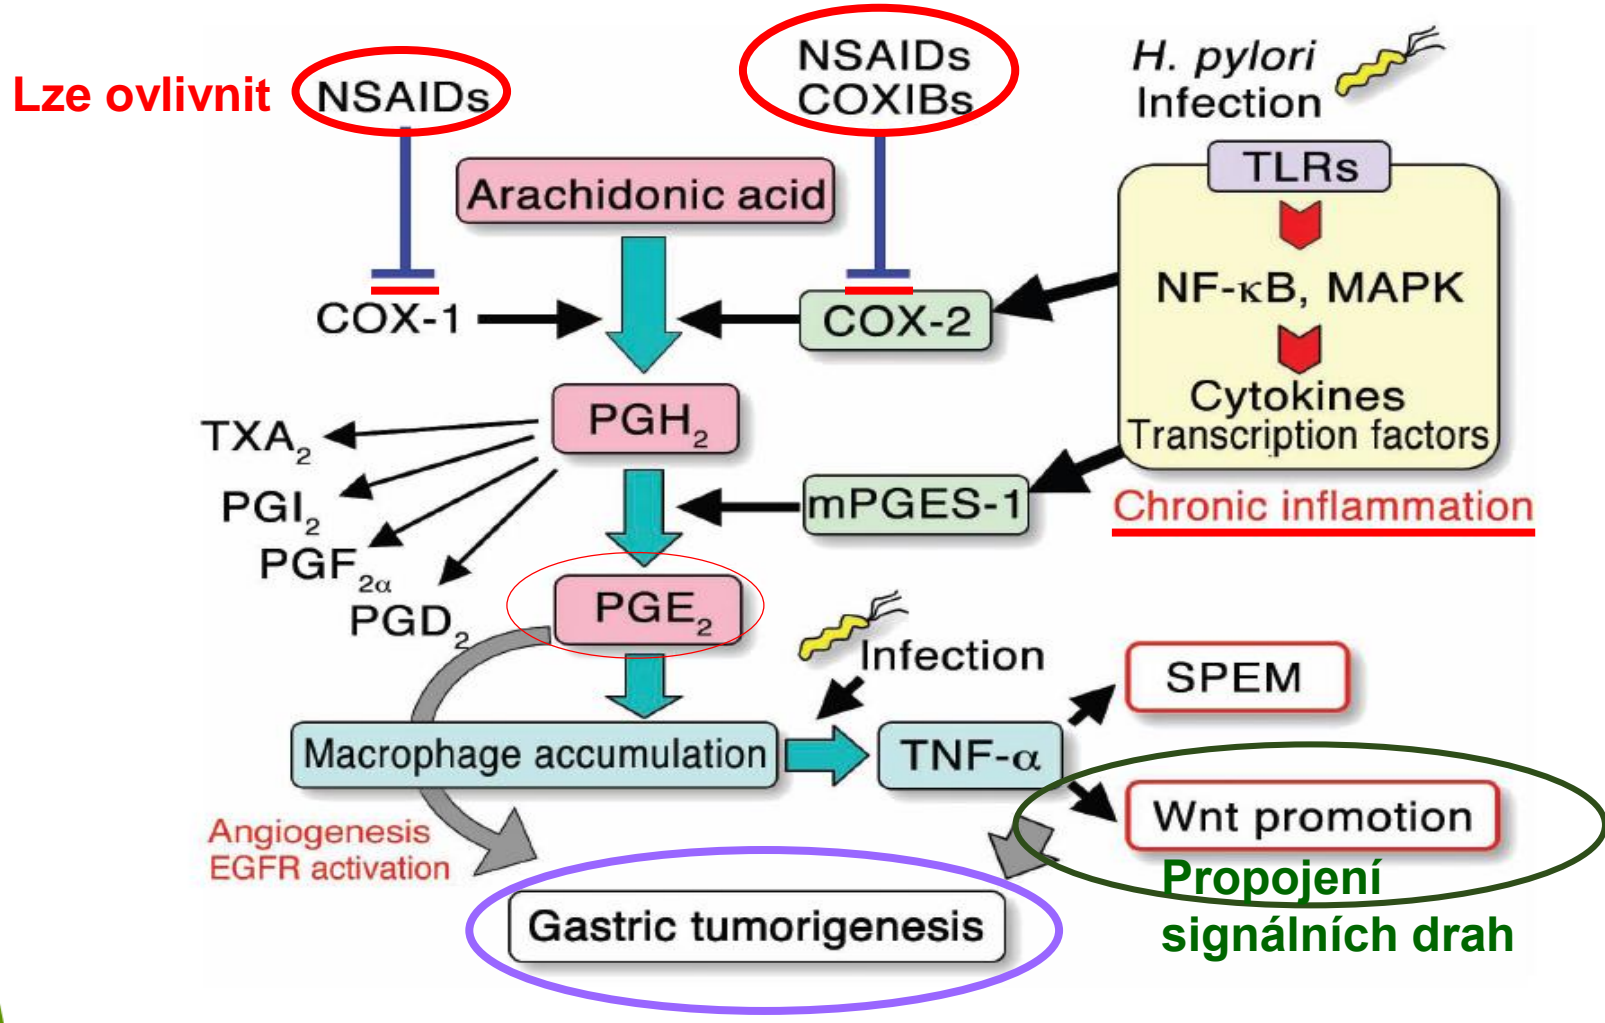 Lze ovlivnit
NSAIDs
NSAIDs
COXIBs
H. pylori
Infection
TLRs
Arachidonic acid
NF-κB, MAPK
COX-1
COX-2
Cytokines
Transcription factors
PGH₂
TXA₂
PGI₂
mPGES-1
Chronic inflammation
PGF₂α
PGD₂
PGE₂
Infection
SPEM
Macrophage accumulation
TNF-α
Wnt promotion
Angiogenesis
EGFR activation
Propojení
signálních drah
Gastric tumorigenesis